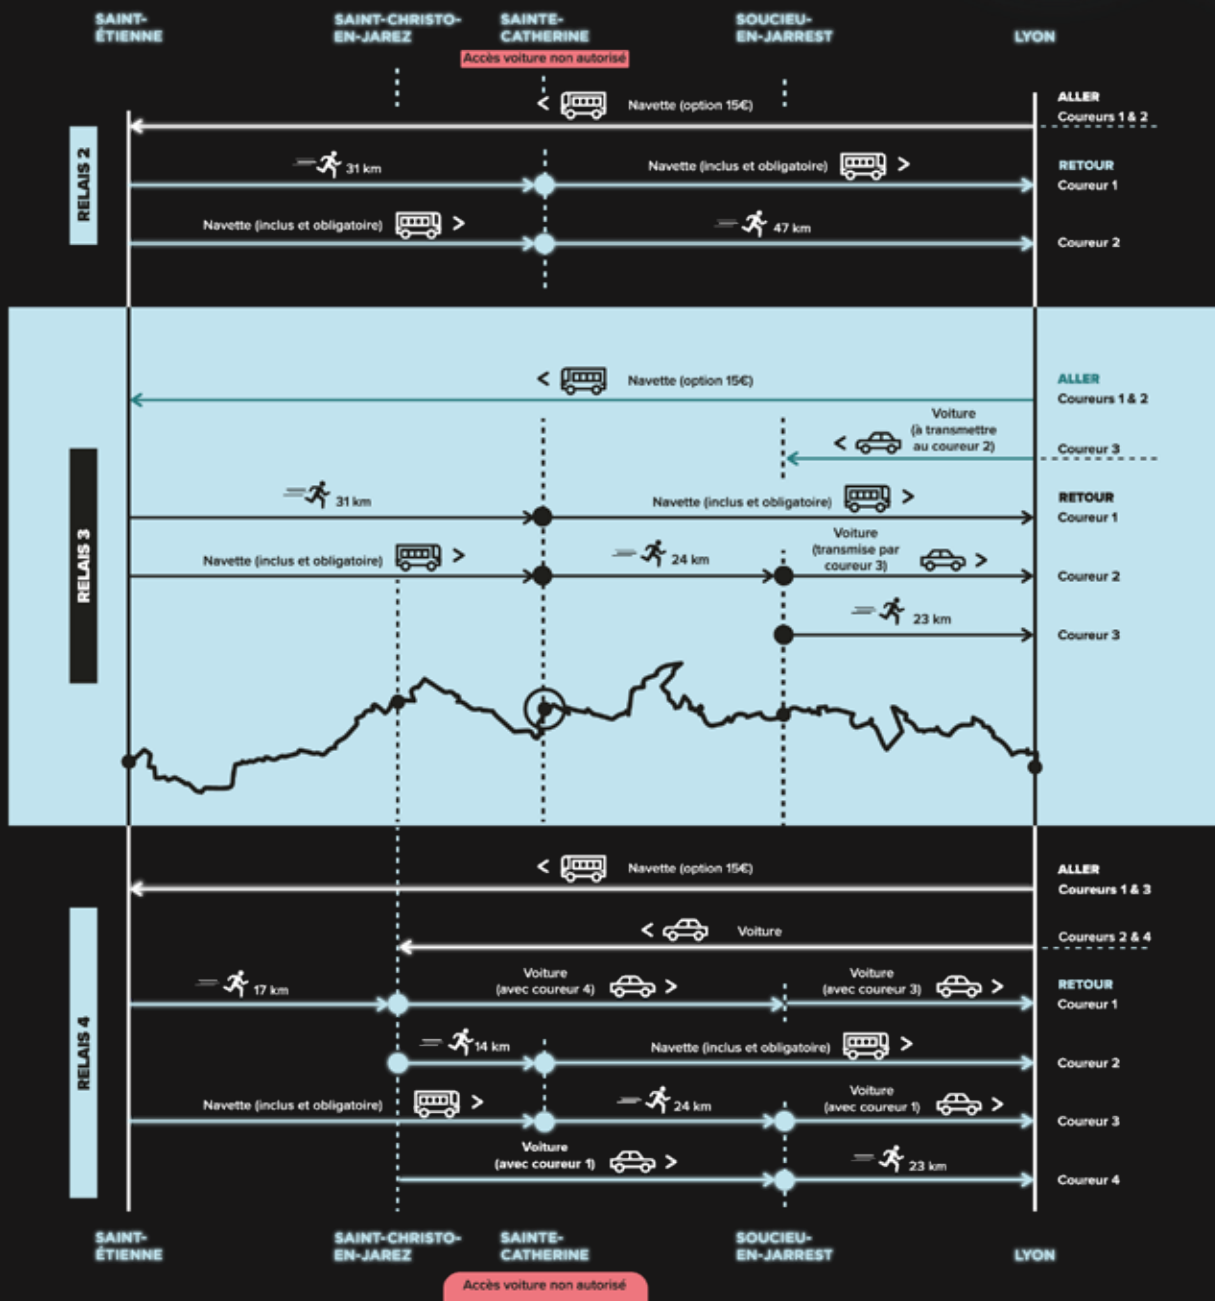 SAINT-
ÉTIENNE
SAINT-CHRISTO-
EN-JAREZ
SAINTE-
CATHERINE
Accès voiture non autorisé
SOUCIEU-
EN-JARREST
LYON
RELAIS 2
< Navette (option 15€)
ALLER
Coureurs 1 & 2
31 km
Navette (inclus et obligatoire) >
RETOUR
Coureur 1
Navette (inclus et obligatoire) >
47 km
Coureur 2
RELAIS 3
< Navette (option 15€)
ALLER
Coureurs 1 & 2
<
Voiture
(à transmettre
au coureur 2)
Coureur 3
31 km
Navette (inclus et obligatoire) >
RETOUR
Coureur 1
Navette (inclus et obligatoire) >
24 km
Voiture
(transmise par
coureur 3)
>
Coureur 2
23 km
Coureur 3
RELAIS 4
< Navette (option 15€)
ALLER
Coureurs 1 & 3
< Voiture
Coureurs 2 & 4
17 km
Voiture
(avec coureur 4)
>
Voiture
(avec coureur 3)
>
RETOUR
Coureur 1
14 km
Navette (inclus et obligatoire) >
Coureur 2
Navette (inclus et obligatoire) >
24 km
Voiture
(avec coureur 1)
>
Coureur 3
Voiture
(avec coureur 1)
>
23 km
Coureur 4
SAINT-
ÉTIENNE
SAINT-CHRISTO-
EN-JAREZ
SAINTE-
CATHERINE
Accès voiture non autorisé
SOUCIEU-
EN-JARREST
LYON